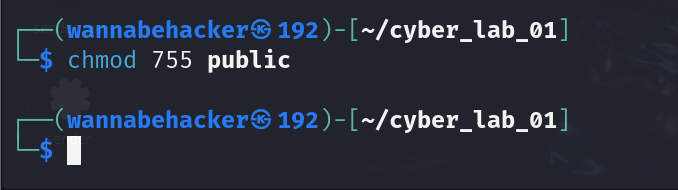 ┌──(wannabehacker㉿192)-[~/cyber_lab_01]
└─$ chmod 755 public
┌──(wannabehacker㉿192)-[~/cyber_lab_01]
└─$